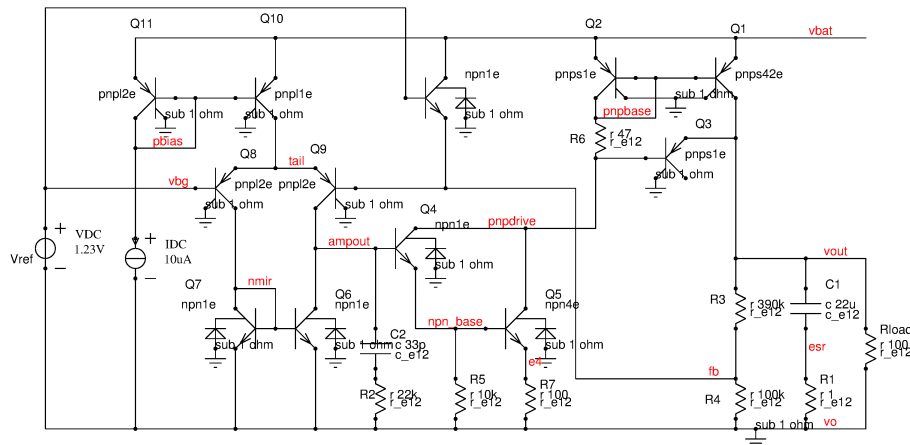 Q11
Q10
Q2
Q1
vbat
npn1e
pnpl2e
pnpl1e
pnps1e
pnps42e
sub 1 ohm
sub 1 ohm
sub 1 ohm
sub 1 ohm
pnpbase
Q3
pbias
R6
r 47
r_e12
pnps1e
Q8
tail
Q9
vbg
pnpl2e
pnpl2e
sub 1 ohm
sub 1 ohm
sub 1 ohm
Q4
npn1e
pnpdrive
VDC
1.23V
Vref
IDC
10uA
ampout
sub 1 ohm
vout
nmir
Q7
npn1e
Q6
npn1e
Q5
npn4e
R3
r 390k
r_e12
C1
c 22u
c_e12
npn_base
C2
c 33p
c_e12
sub 1 ohm
sub 1 ohm
sub 1 ohm
e4
esr
Rload
r 100
r_e12
fb
R2
r 22k
r_e12
R5
r 10k
r_e12
R7
r 100
r_e12
R4
r 100k
r_e12
R1
r 1
r_e12
sub 1 ohm
vo